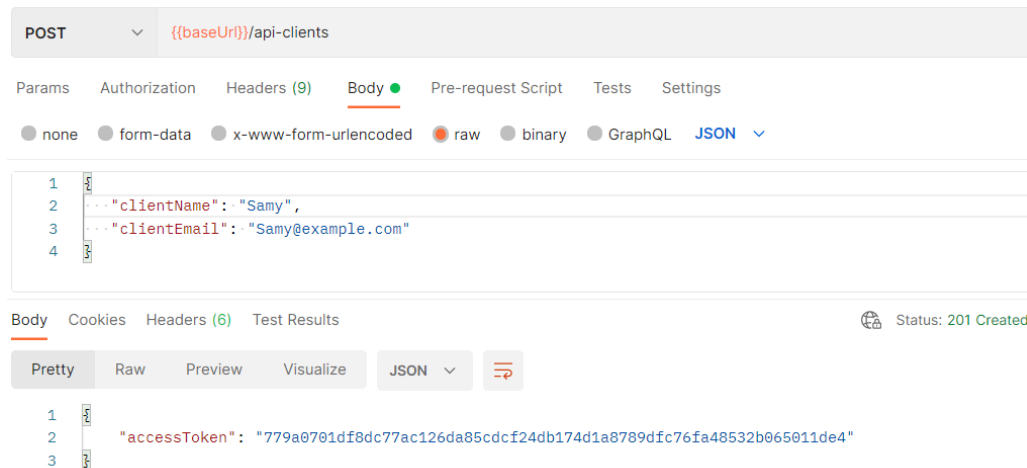 POST {{baseUrl}}/api-clients
Params Authorization Headers (9) Body Pre-request Script Tests Settings
none form-data x-www-form-urlencoded raw binary GraphQL JSON
1 {
2 "clientName": "Samy",
3 "clientEmail": "Samy@example.com"
4 }
Body Cookies Headers (6) Test Results Status: 201 Created
Pretty Raw Preview Visualize JSON
1 {
2 "accessToken": "779a0701df8dc77ac126da85cdcf24db174d1a8789dfc76fa48532b065011de4"
3 }